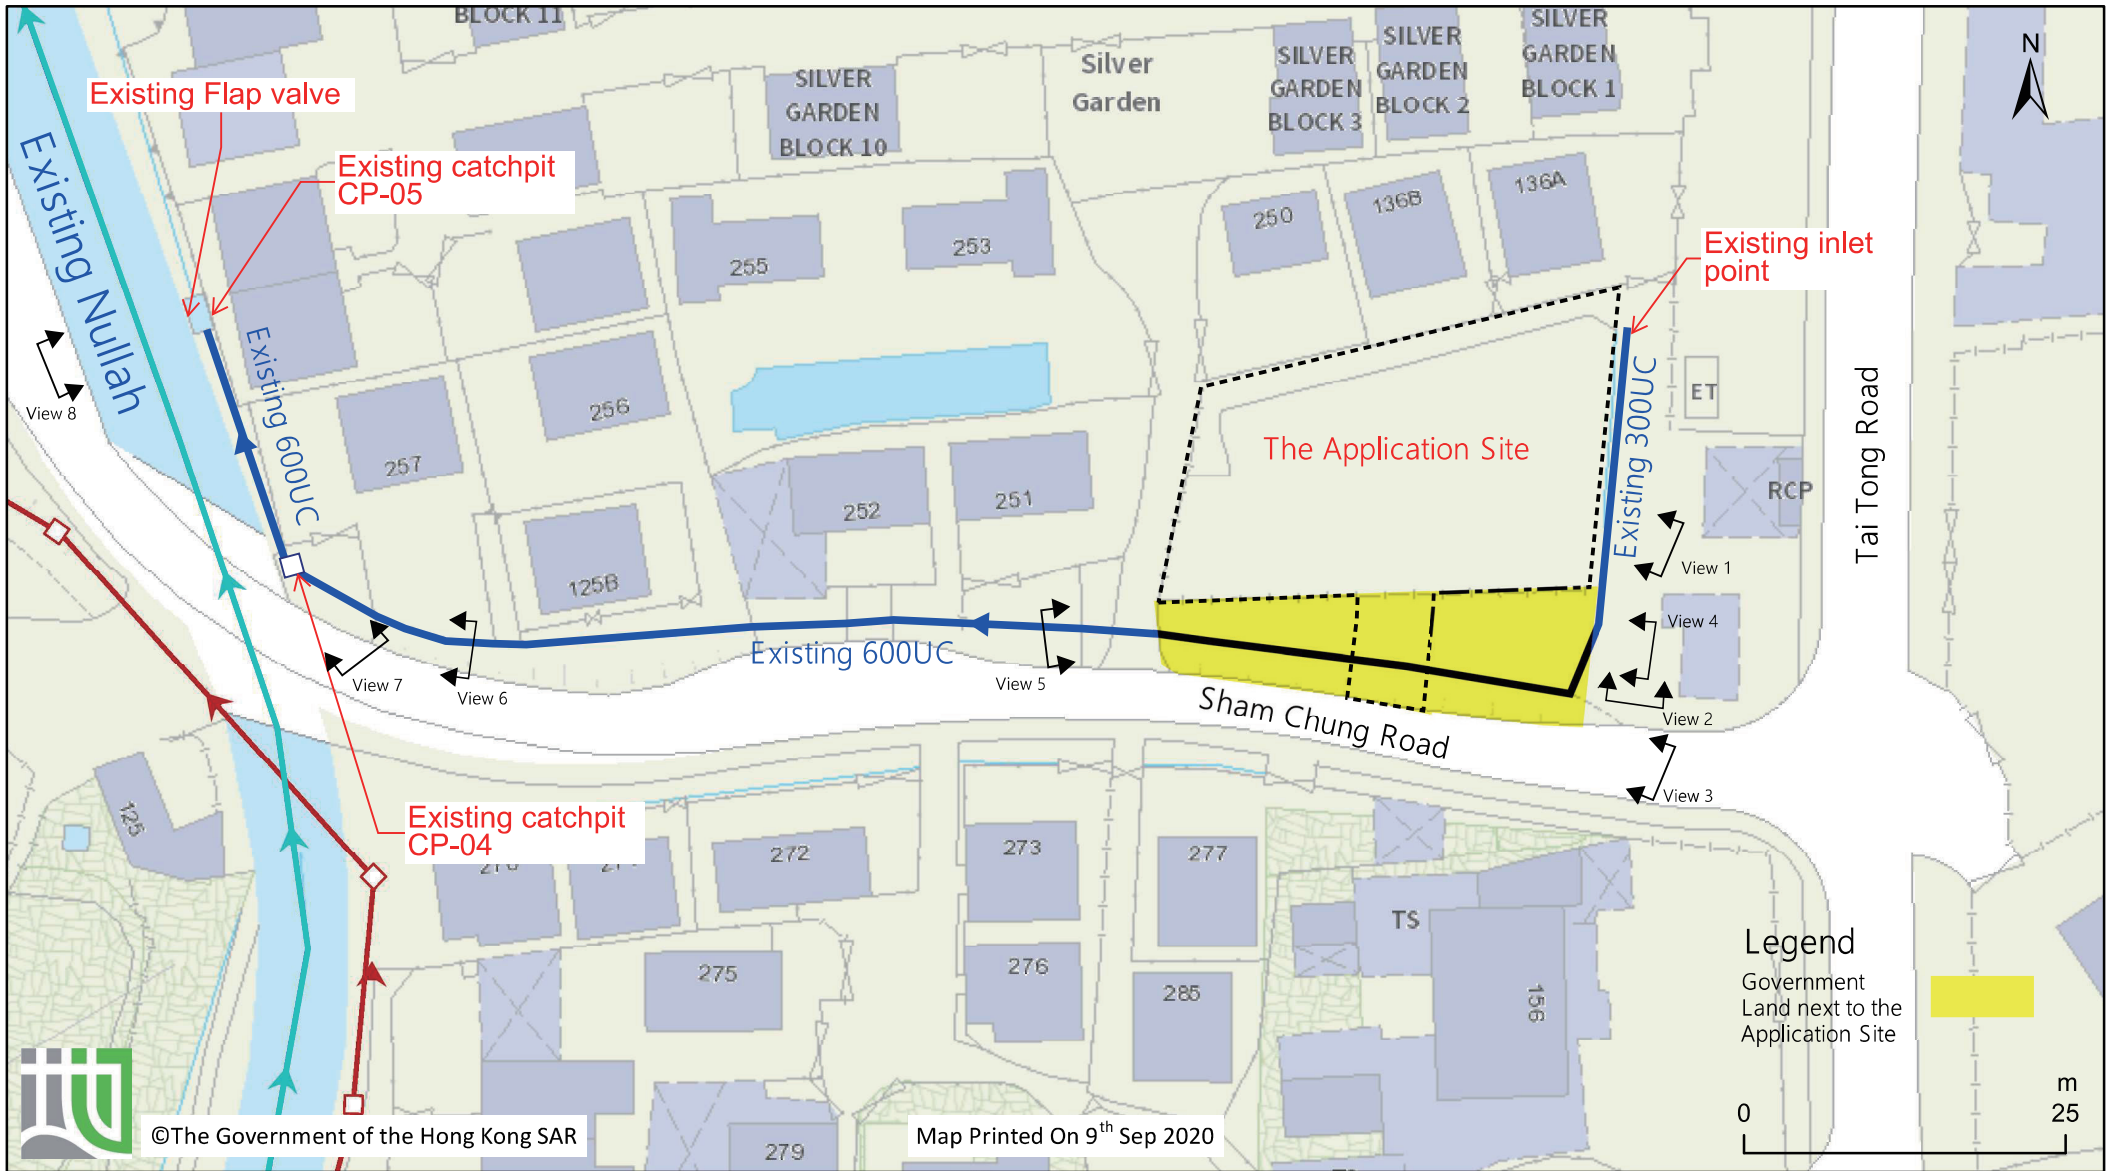 BLOCK 11
SILVER
GARDEN
BLOCK 10
Silver
Garden
SILVER
GARDEN
BLOCK 3
SILVER
GARDEN
BLOCK 2
SILVER
GARDEN
BLOCK 1
N
Existing Flap valve
Existing catchpit
CP-05
Existing Nullah
255
253
250
136B
136A
Existing inlet
point
View 8
Existing 600UC
257
256
125B
252
251
The Application Site
Existing 300UC
ET
RCP
Tai Tong Road
View 1
View 4
View 2
View 3
View 7
View 6
View 5
Existing 600UC
Sham Chung Road
125
Existing catchpit
CP-04
272
273
277
275
276
285
279
TS
156
Legend
Government
Land next to the
Application Site
m
0 25
©The Government of the Hong Kong SAR
Map Printed On 9th Sep 2020